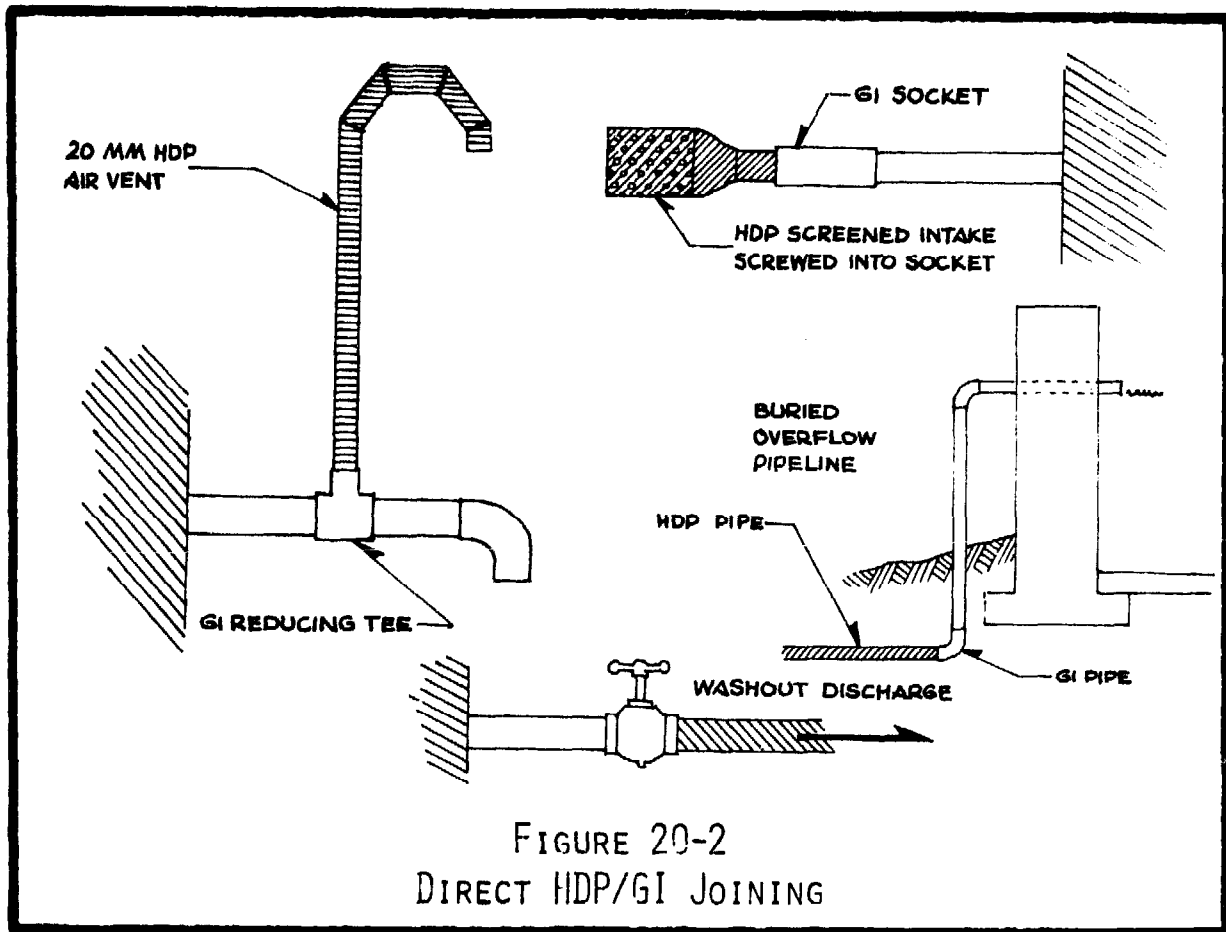 20 MM HDP
AIR VENT
GI SOCKET
HDP SCREENED INTAKE
SCREWED INTO SOCKET
BURIED
OVERFLOW
PIPELINE
HDP PIPE
GI REDUCING TEE
GI PIPE
WASHOUT DISCHARGE
FIGURE 20-2
DIRECT HDP/GI JOINING